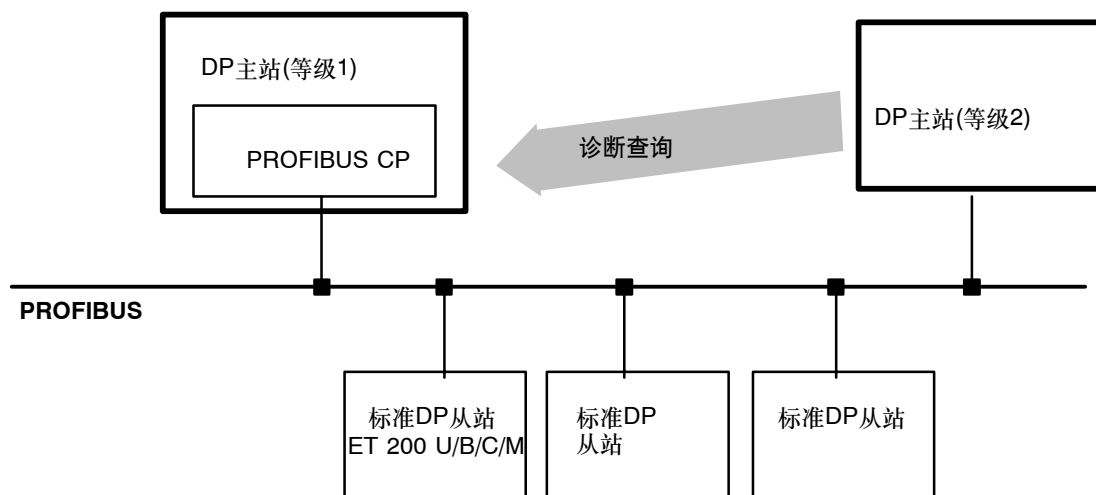 DP主站(等级1)
PROFIBUS CP
诊断查询
DP主站(等级2)
PROFIBUS
标准DP从站
ET 200 U/B/C/M
标准DP
从站
标准DP从站